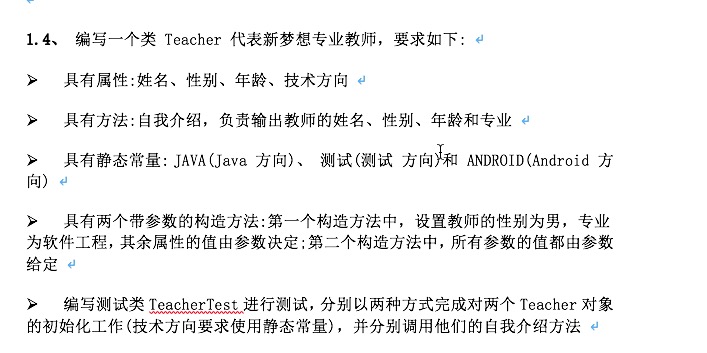 1.4、 编写一个类 Teacher 代表新梦想专业教师，要求如下:
➢ 具有属性:姓名、性别、年龄、技术方向
➢ 具有方法:自我介绍，负责输出教师的姓名、性别、年龄和专业
➢ 具有静态常量: JAVA(Java 方向)、 测试(测试 方向)和 ANDROID(Android 方
向)
➢ 具有两个带参数的构造方法:第一个构造方法中，设置教师的性别为男，专业
为软件工程,其余属性的值由参数决定;第二个构造方法中,所有参数的值都由参数
给定
➢ 编写测试类 TeacherTest 进行测试,分别以两种方式完成对两个 Teacher 对象
的初始化工作(技术方向要求使用静态常量)，并分别调用他们的自我介绍方法